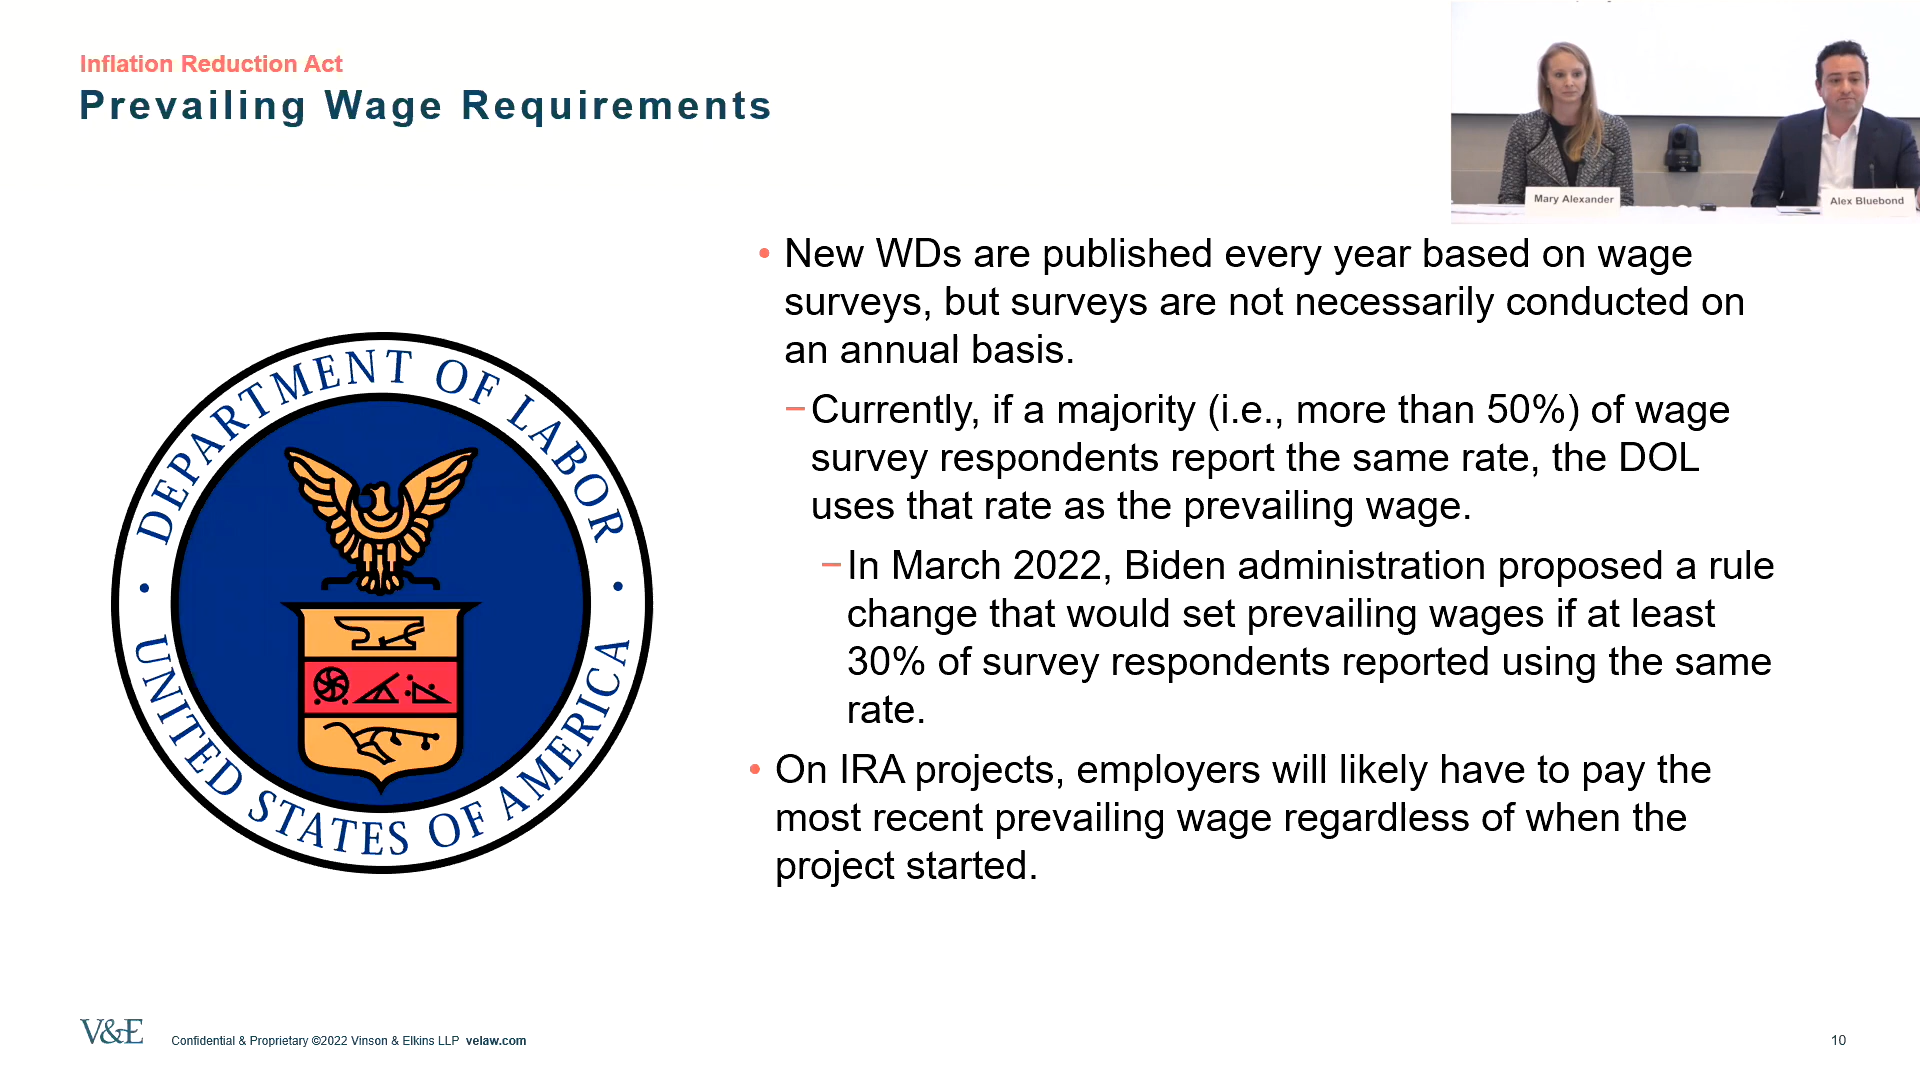 Inflation Reduction Act
Prevailing Wage Requirements
Mary Alexander
Alex Bluebond
• New WDs are published every year based on wage
surveys, but surveys are not necessarily conducted on
an annual basis.
− Currently, if a majority (i.e., more than 50%) of wage
survey respondents report the same rate, the DOL
uses that rate as the prevailing wage.
− In March 2022, Biden administration proposed a rule
change that would set prevailing wages if at least
30% of survey respondents reported using the same
rate.
• On IRA projects, employers will likely have to pay the
most recent prevailing wage regardless of when the
project started.
DEPARTMENT OF LABOR
UNITED STATES OF AMERICA
V&E
Confidential & Proprietary ©2022 Vinson & Elkins LLP velaw.com
10